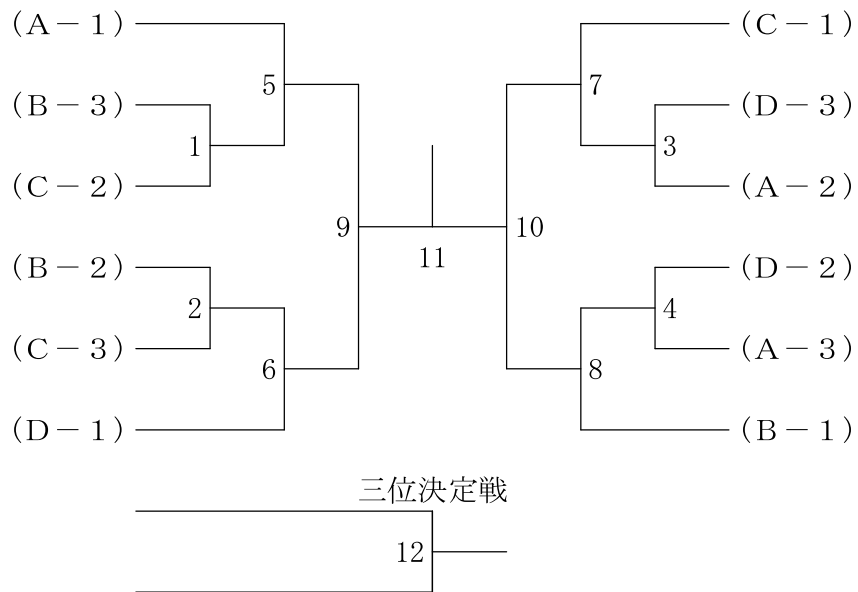 (A－1) (C－1)
5 7
(B－3) (D－3)
1 3
(C－2) (A－2)
9 11 10
(B－2) (D－2)
2 4
(C－3) (A－3)
6 8
(D－1) (B－1)
三位決定戦
12